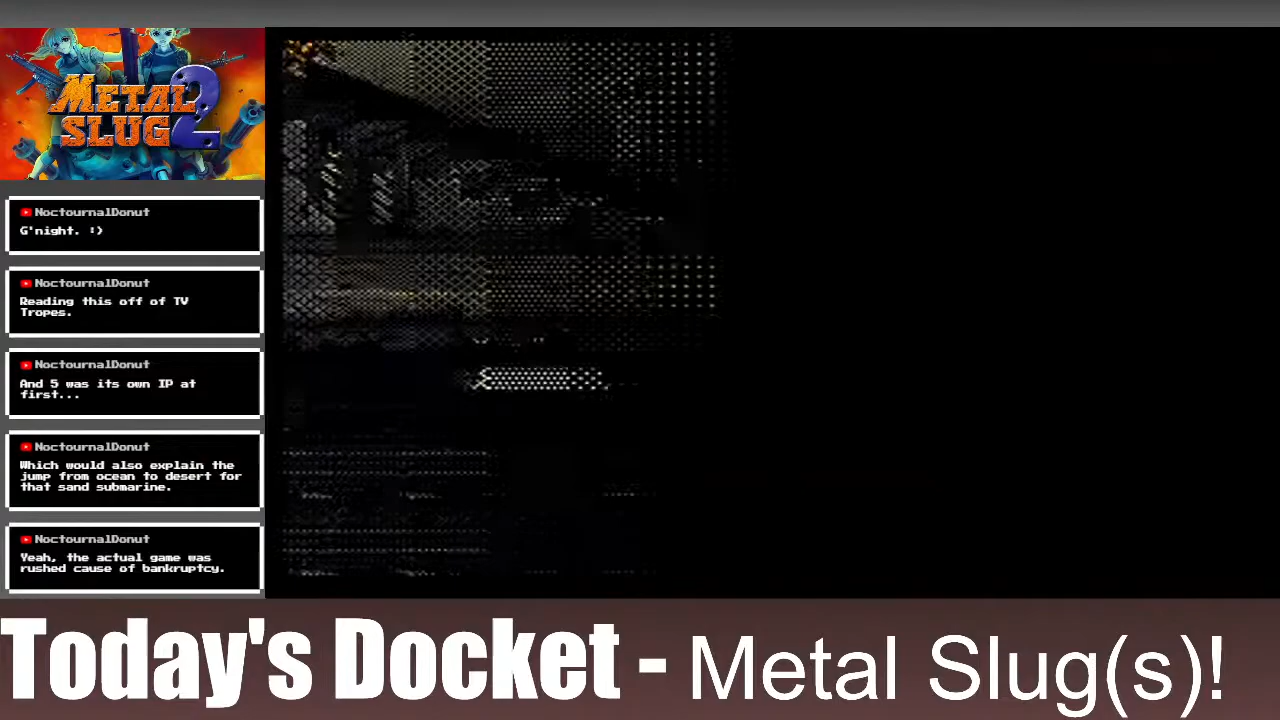 METAL
SLUG 2
NoctournalDonut
G'night. :)
NoctournalDonut
Reading this off of TV
Tropes.
NoctournalDonut
And 5 was its own IP at
first...
NoctournalDonut
Which would also explain the
jump from ocean to desert for
that sand submarine.
NoctournalDonut
Yeah, the actual game was
rushed cause of bankruptcy.
Today's Docket - Metal Slug(s)!